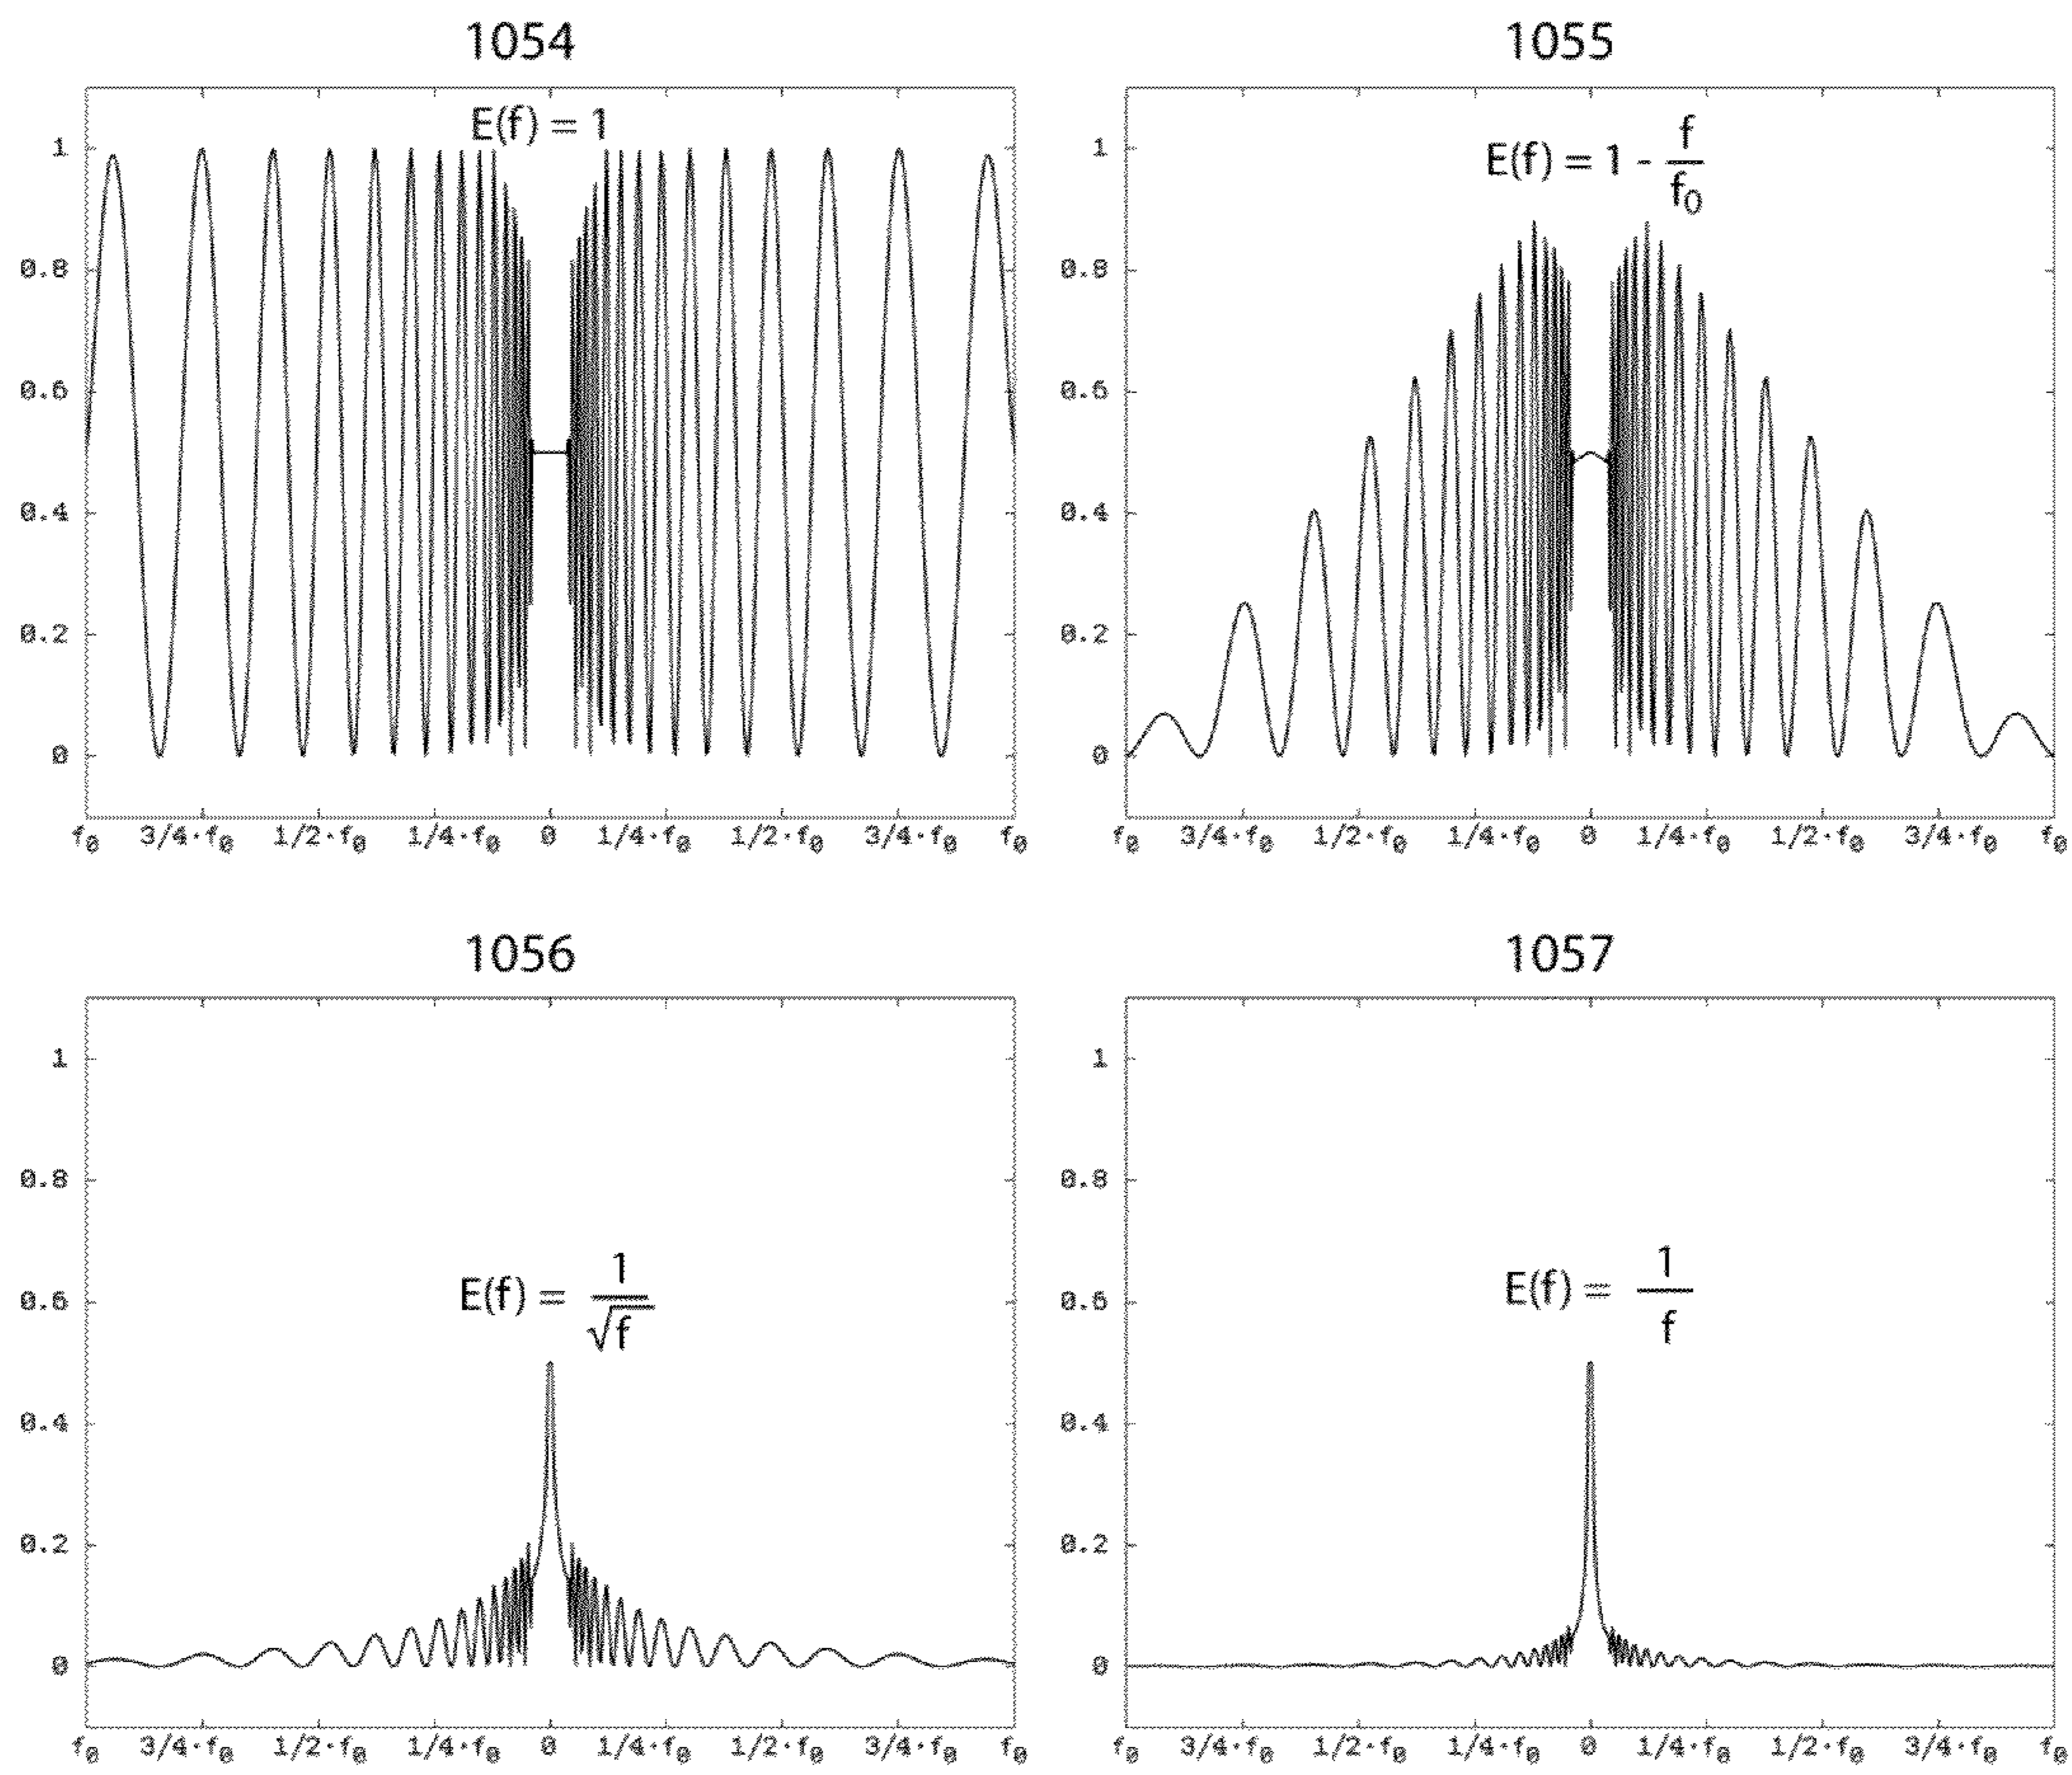 1054 1055
E(f) = 1
E(f) = 1 - f/f₀
1 1
0.8 0.8
0.6 0.6
0.4 0.4
0.2 0.2
0 0
f₀ 3/4·f₀ 1/2·f₀ 1/4·f₀ 0 1/4·f₀ 1/2·f₀ 3/4·f₀ f₀ f₀ 3/4·f₀ 1/2·f₀ 1/4·f₀ 0 1/4·f₀ 1/2·f₀ 3/4·f₀ f₀
1056 1057
1 1
0.8 0.8
E(f) = 1/√f E(f) = 1/f
0.6 0.6
0.4 0.4
0.2 0.2
0 0
f₀ 3/4·f₀ 1/2·f₀ 1/4·f₀ 0 1/4·f₀ 1/2·f₀ 3/4·f₀ f₀ f₀ 3/4·f₀ 1/2·f₀ 1/4·f₀ 0 1/4·f₀ 1/2·f₀ 3/4·f₀ f₀